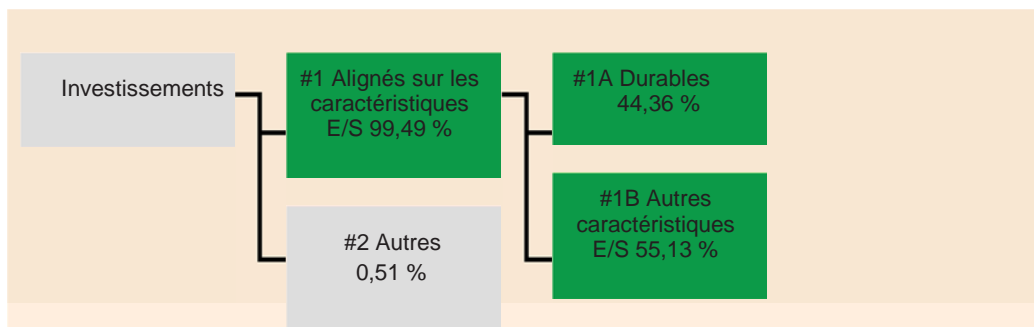 Investissements
#1 Alignés sur les
caractéristiques
E/S 99,49 %
#2 Autres
0,51 %
#1A Durables
44,36 %
#1B Autres
caractéristiques
E/S 55,13 %